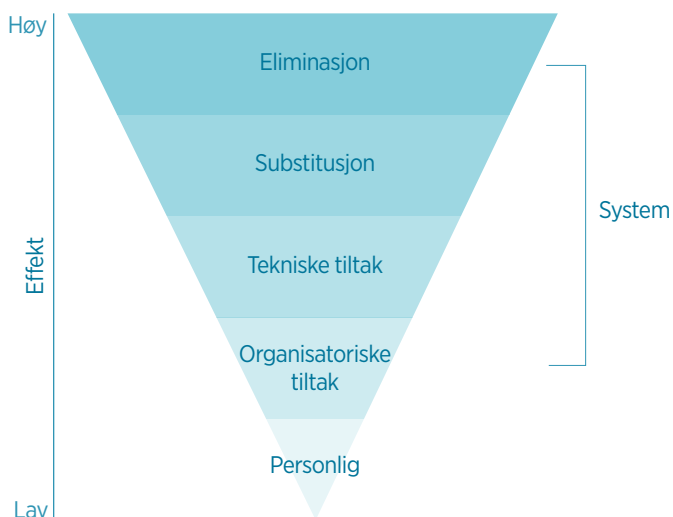 Høy
Eliminasjon
Substitusjon
System
Effekt
Tekniske tiltak
Organisatoriske
tiltak
Personlig
Lav